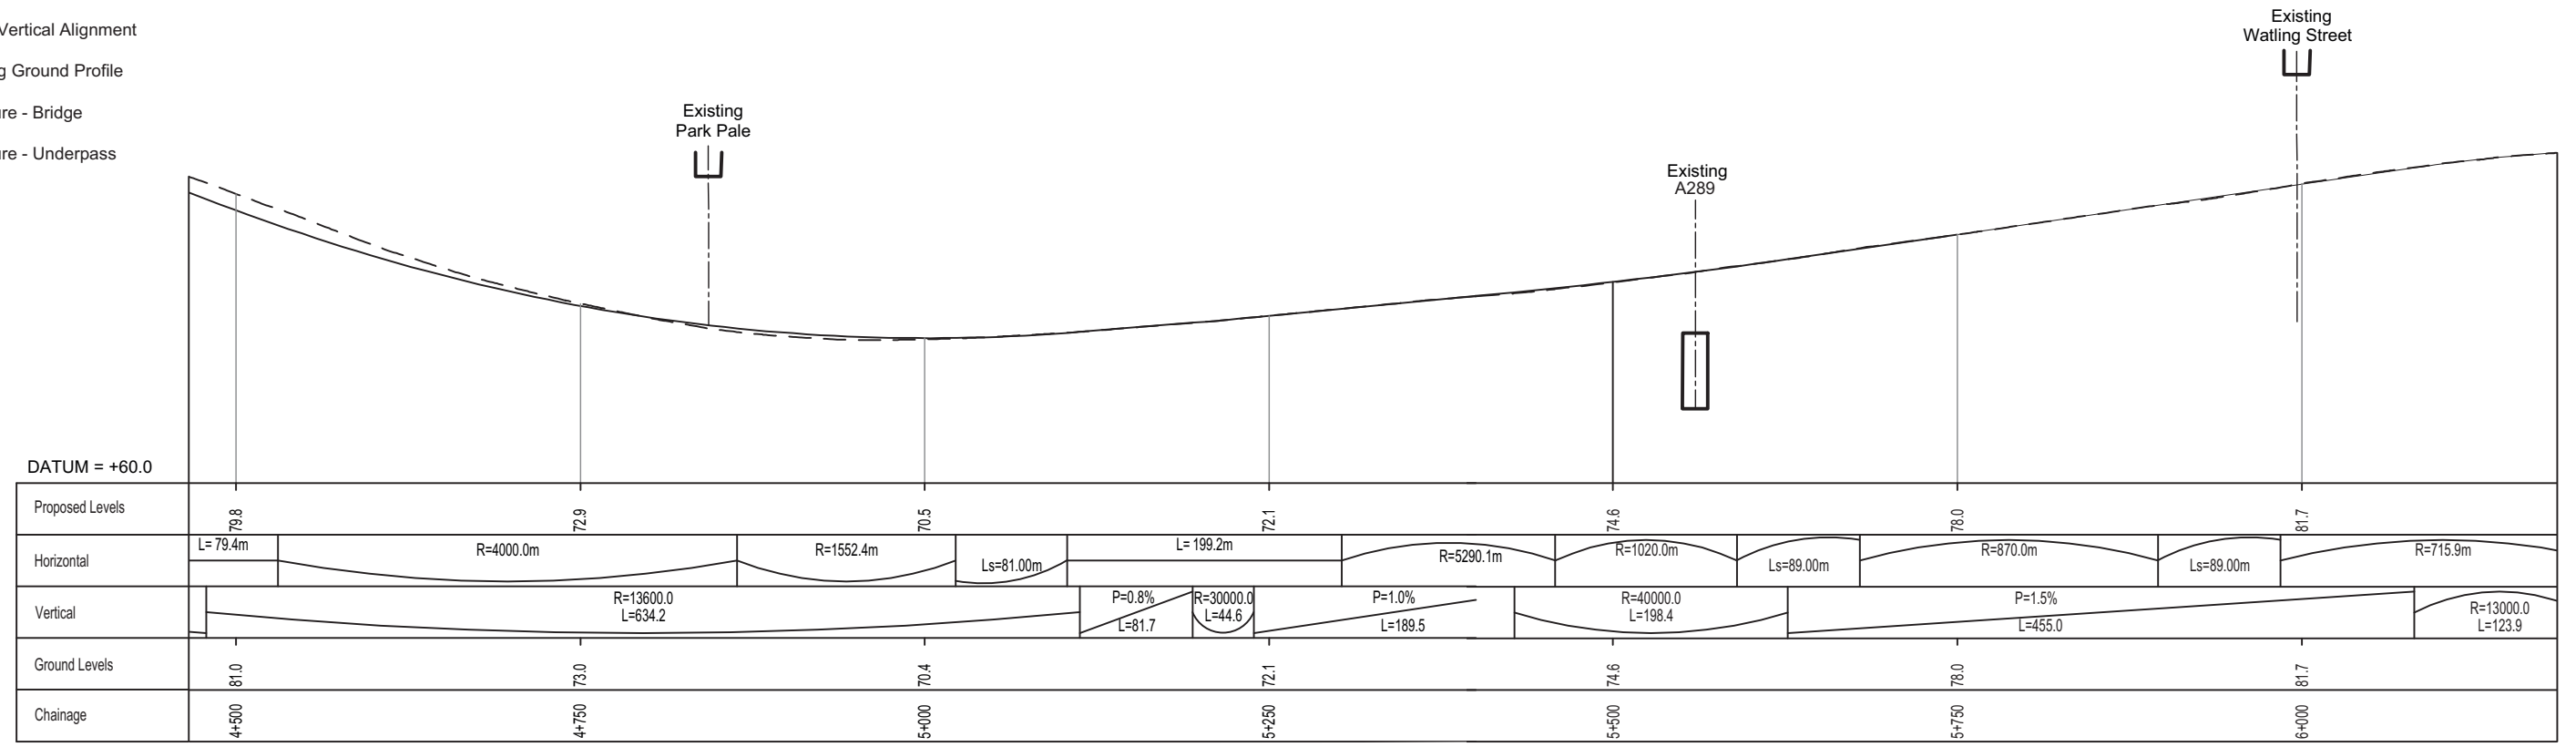 Vertical Alignment
g Ground Profile
ure - Bridge
ure - Underpass
Existing
Park Pale
Existing
A289
Existing
Watling Street
DATUM = +60.0
Proposed Levels
79.8
72.9
70.5
72.1
74.6
78.0
81.7
Horizontal
L= 79.4m
R=4000.0m
R=1552.4m
Ls=81.00m
L= 199.2m
R=5290.1m
R=1020.0m
Ls=89.00m
R=870.0m
Ls=89.00m
R=715.9m
Vertical
R=13600.0
L=634.2
P=0.8%
L=81.7
R=30000.0
L=44.6
P=1.0%
L=189.5
R=40000.0
L=198.4
P=1.5%
L=455.0
R=13000.0
L=123.9
Ground Levels
81.0
73.0
70.4
72.1
74.6
78.0
81.7
Chainage
4+500
4+750
5+000
5+250
5+500
5+750
6+000